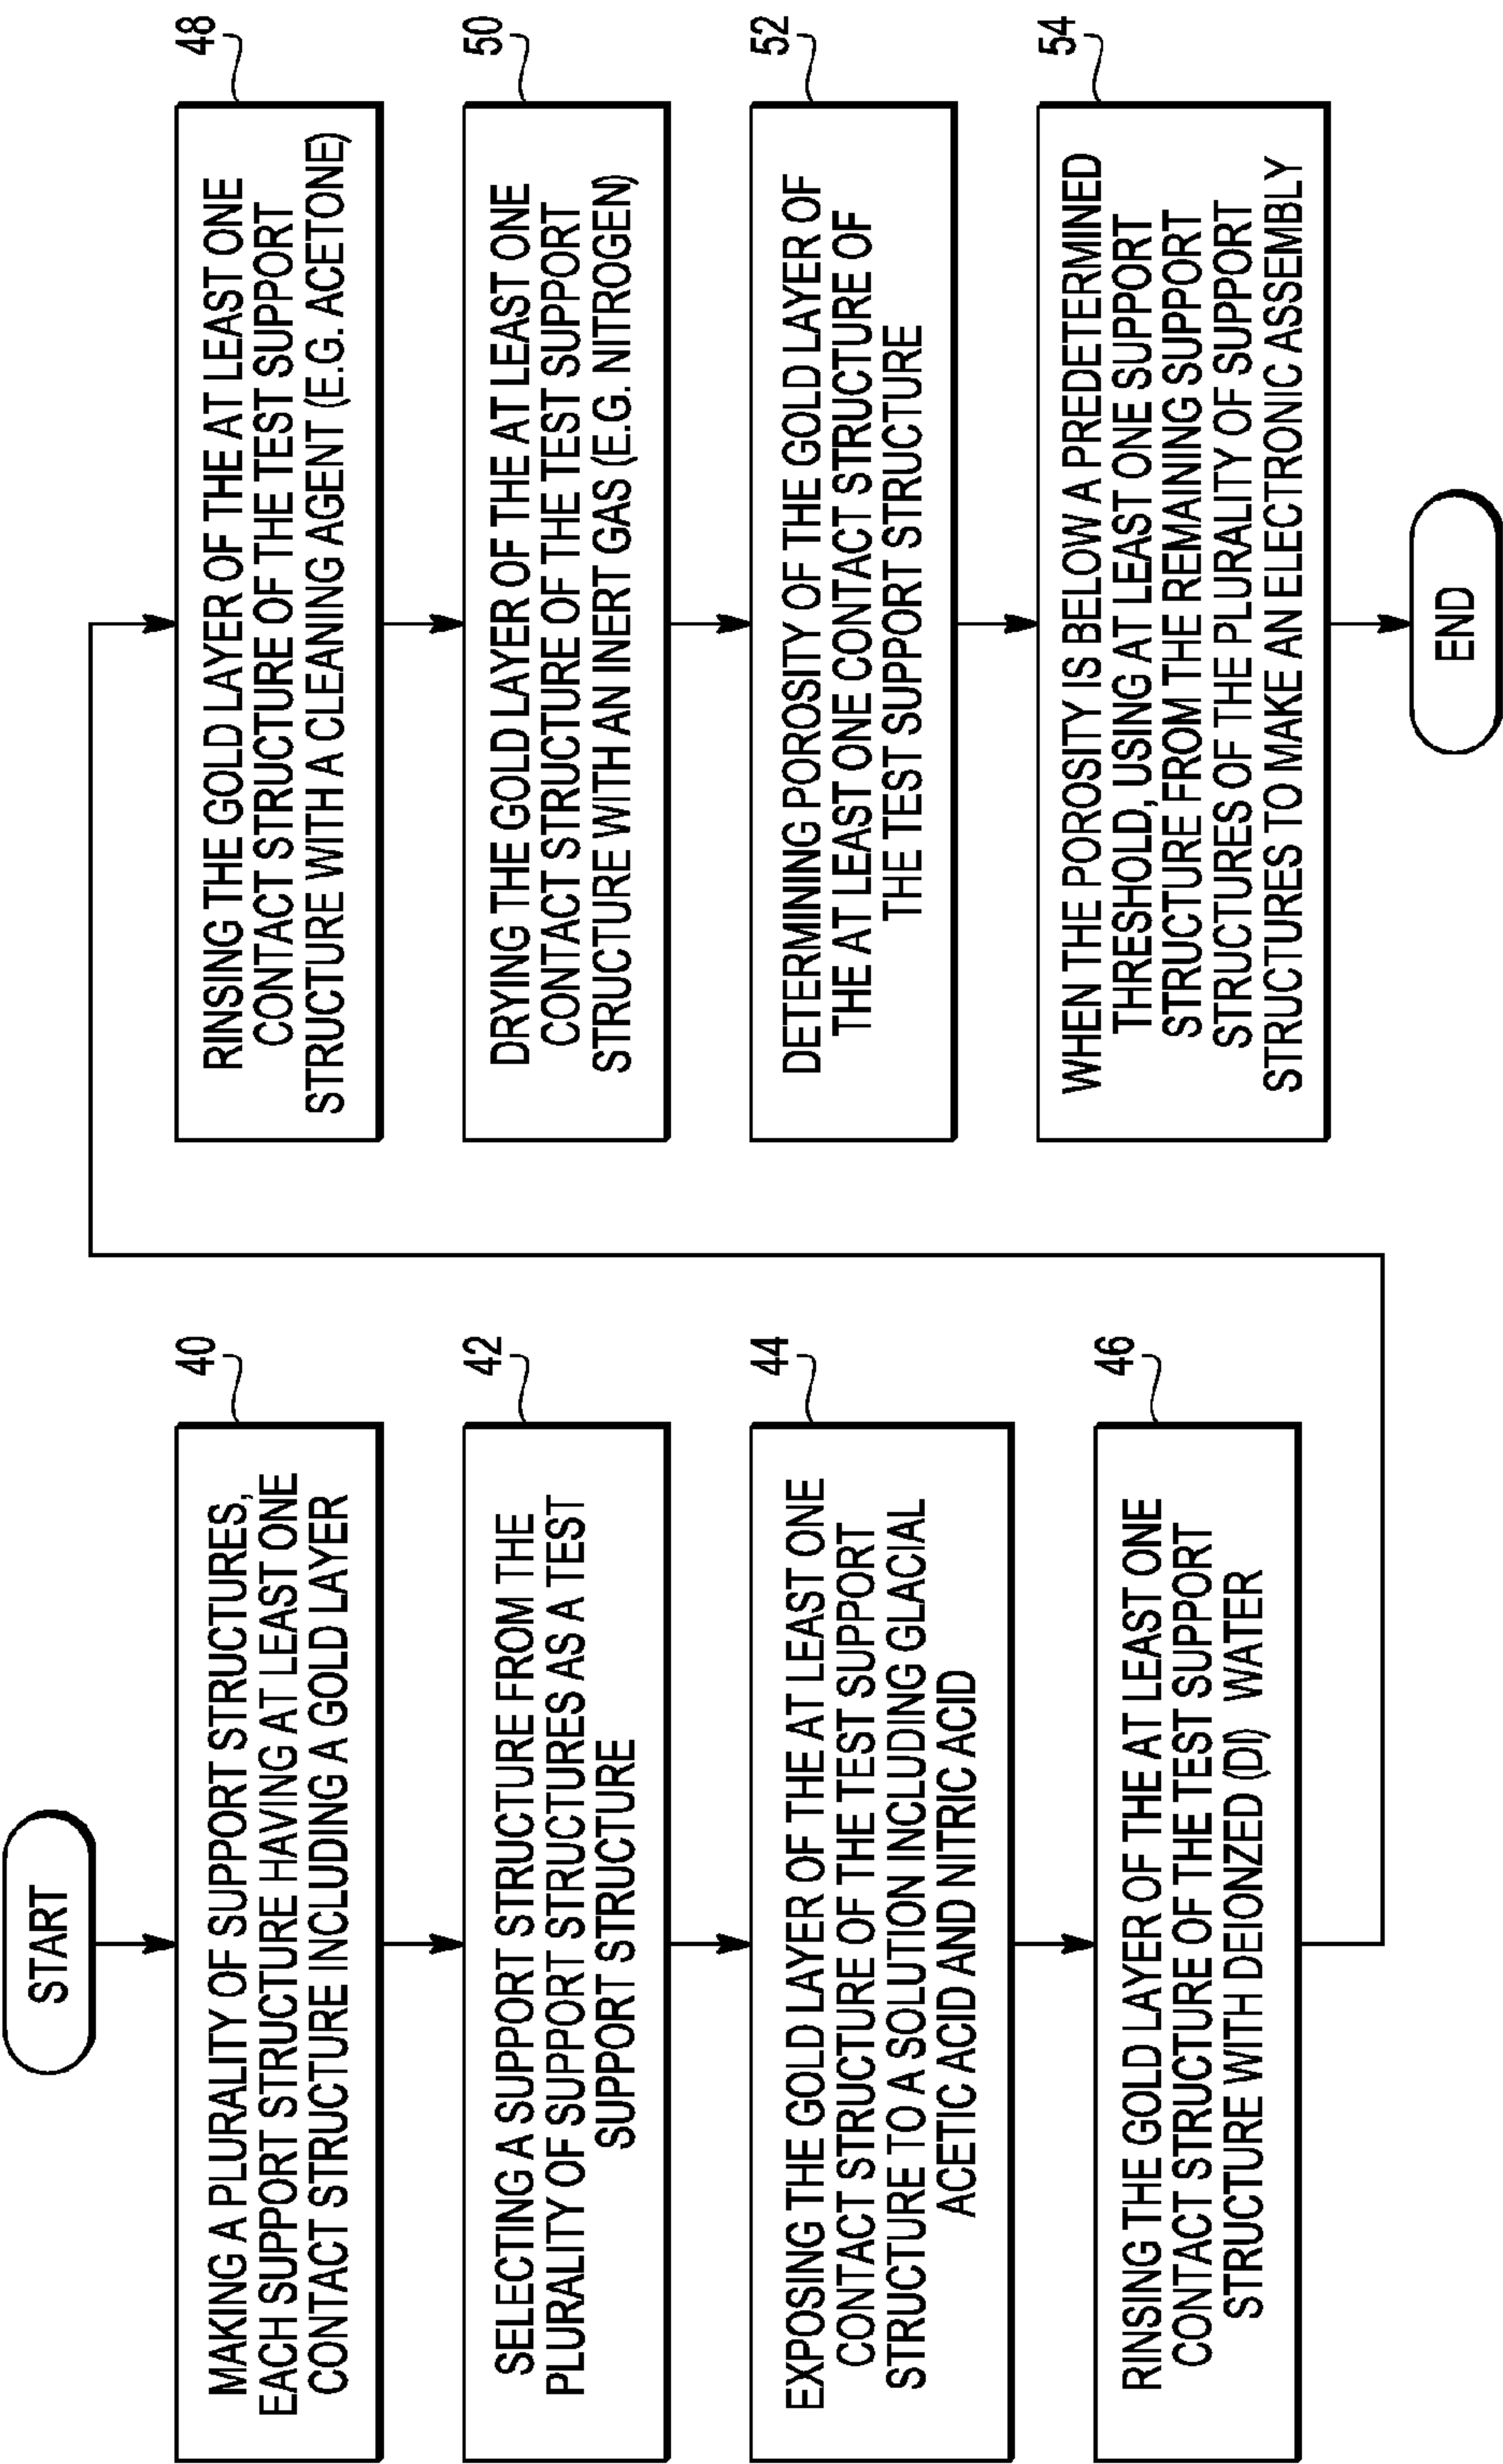 START
40
MAKING A PLURALITY OF SUPPORT STRUCTURES,
EACH SUPPORT STRUCTURE HAVING AT LEAST ONE
CONTACT STRUCTURE INCLUDING A GOLD LAYER
42
SELECTING A SUPPORT STRUCTURE FROM THE
PLURALITY OF SUPPORT STRUCTURES AS A TEST
SUPPORT STRUCTURE
44
EXPOSING THE GOLD LAYER OF THE AT LEAST ONE
CONTACT STRUCTURE OF THE TEST SUPPORT
STRUCTURE TO A SOLUTION INCLUDING GLACIAL
ACETIC ACID AND NITRIC ACID
46
RINSING THE GOLD LAYER OF THE AT LEAST ONE
CONTACT STRUCTURE OF THE TEST SUPPORT
STRUCTURE WITH DEIONZED (DI) WATER
48
RINSING THE GOLD LAYER OF THE AT LEAST ONE
CONTACT STRUCTURE OF THE TEST SUPPORT
STRUCTURE WITH A CLEANING AGENT (E.G. ACETONE)
50
DRYING THE GOLD LAYER OF THE AT LEAST ONE
CONTACT STRUCTURE OF THE TEST SUPPORT
STRUCTURE WITH AN INERT GAS (E.G. NITROGEN)
52
DETERMINING POROSITY OF THE GOLD LAYER OF
THE AT LEAST ONE CONTACT STRUCTURE OF
THE TEST SUPPORT STRUCTURE
54
WHEN THE POROSITY IS BELOW A PREDETERMINED
THRESHOLD, USING AT LEAST ONE SUPPORT
STRUCTURE FROM THE REMAINING SUPPORT
STRUCTURES OF THE PLURALITY OF SUPPORT
STRUCTURES TO MAKE AN ELECTRONIC ASSEMBLY
END